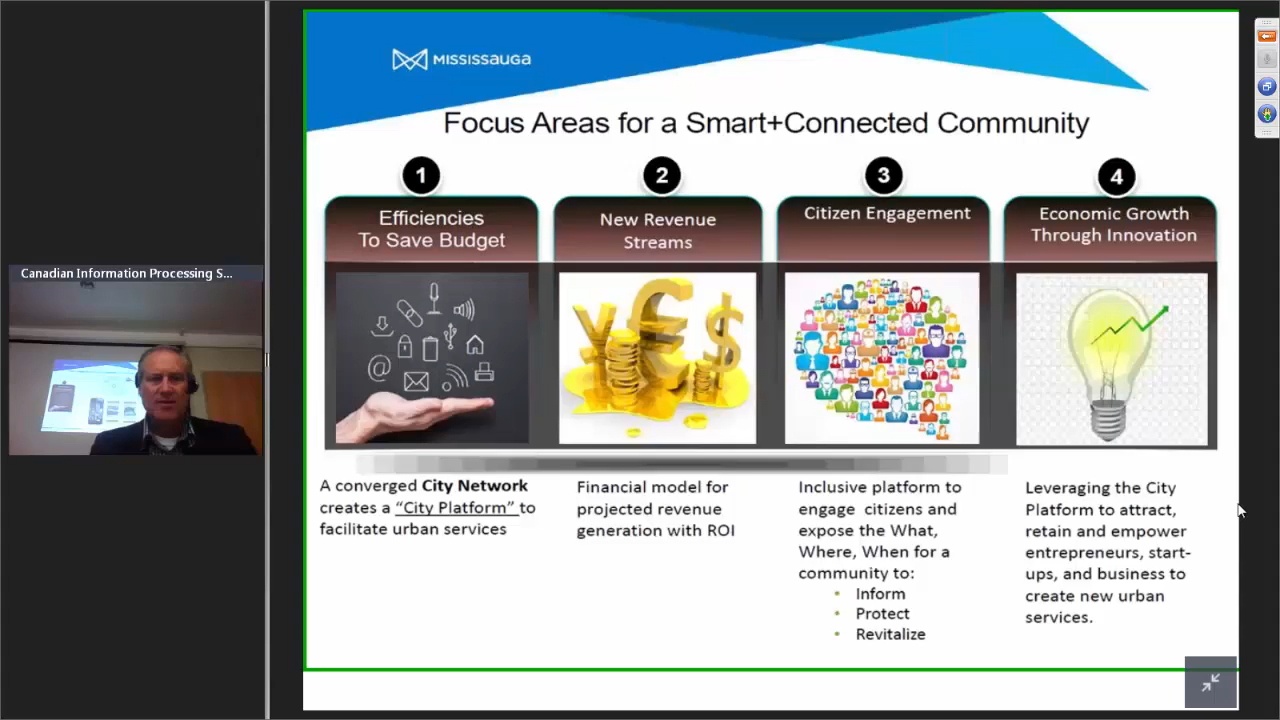 Canadian Information Processing S...
MISSISSAUGA
Focus Areas for a Smart+Connected Community
1
Efficiencies
To Save Budget
A converged City Network
creates a “City Platform” to
facilitate urban services
2
New Revenue
Streams
Financial model for
projected revenue
generation with ROI
3
Citizen Engagement
Inclusive platform to
engage citizens and
expose the What,
Where, When for a
community to:
• Inform
• Protect
• Revitalize
4
Economic Growth
Through Innovation
Leveraging the City
Platform to attract,
retain and empower
entrepreneurs, start-
ups, and business to
create new urban
services.